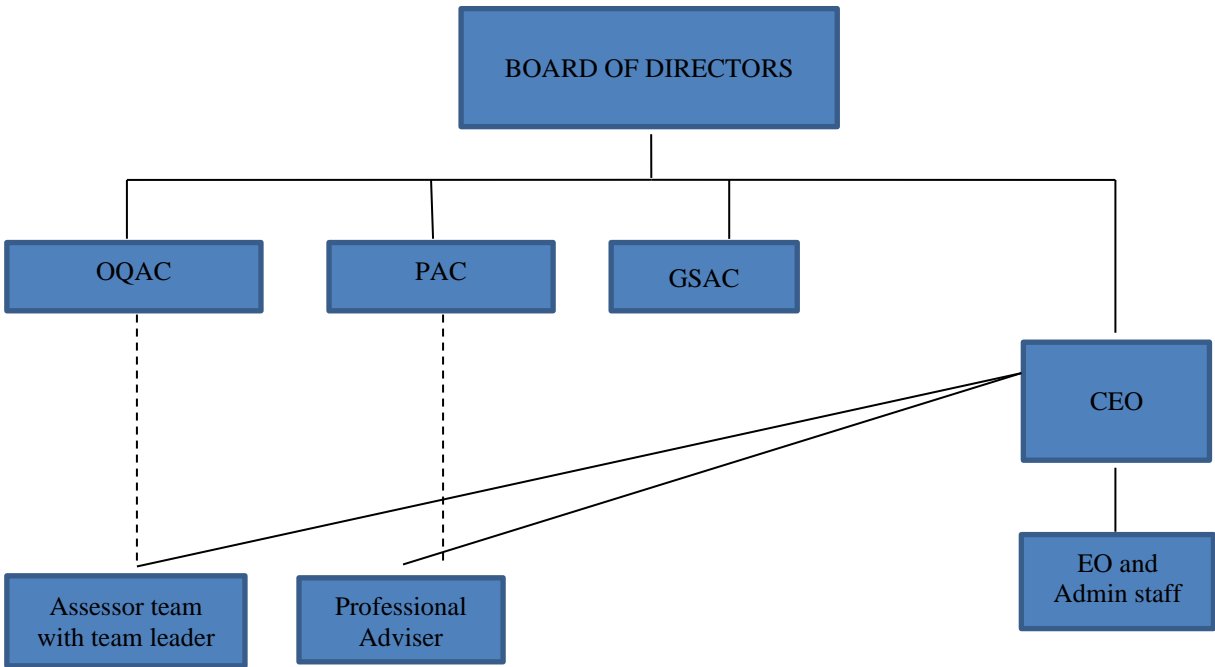 BOARD OF DIRECTORS
OQAC
PAC
GSAC
CEO
Assessor team
with team leader
Professional
Adviser
EO and
Admin staff